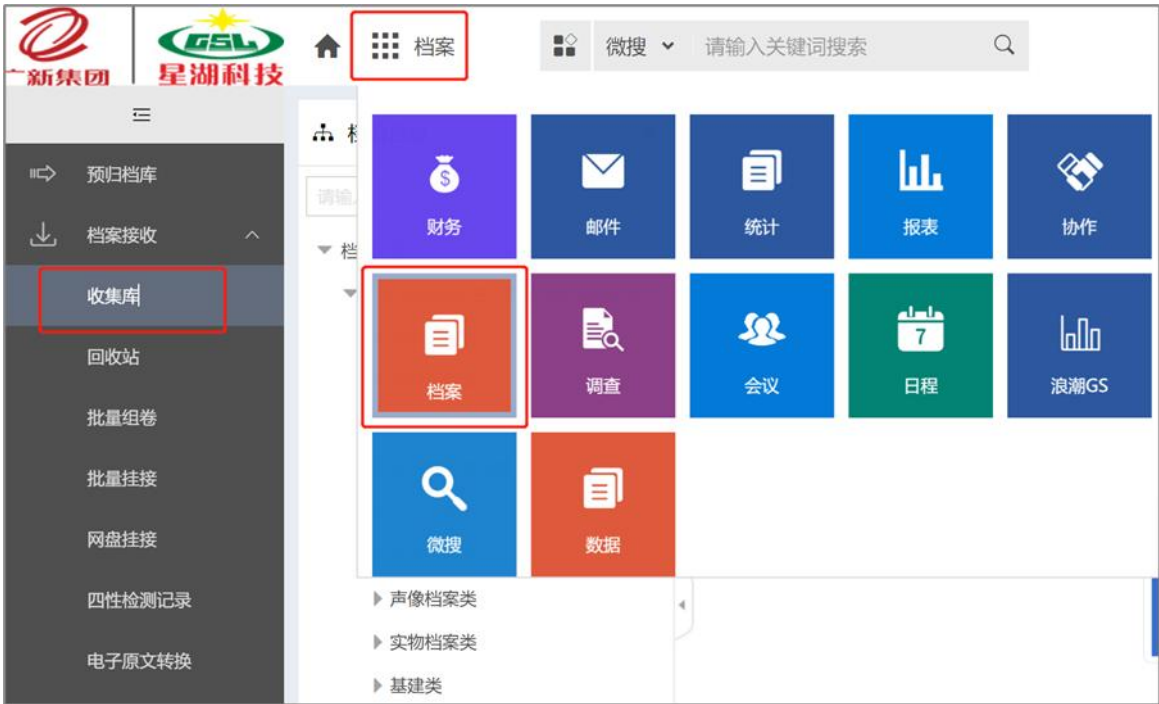 新集团
GSL
星湖科技
档案
微搜
请输入关键词搜索
预归档库
档案接收
收集库
回收站
批量组卷
批量挂接
网盘挂接
四性检测记录
电子原文转换
请输
财务
邮件
统计
报表
协作
档案
调查
7
会议
日程
浪潮GS
微搜
数据
声像档案类
实物档案类
基建类